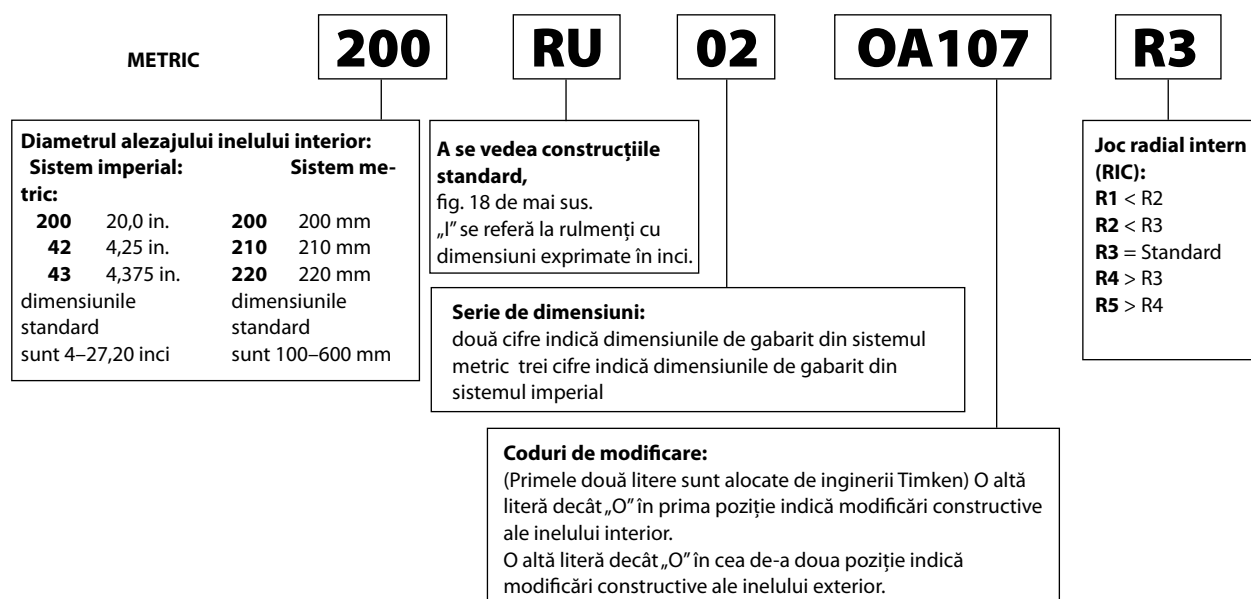 METRIC
200
RU
02
OA107
R3
Diametrul alezajului inelului interior:
Sistem imperial: Sistem me-
tric:
200 20,0 in. 200 200 mm
42 4,25 in. 210 210 mm
43 4,375 in. 220 220 mm
dimensiunile dimensiunile
standard standard
sunt 4–27,20 inci sunt 100–600 mm
A se vedea construcțiile
standard,
fig. 18 de mai sus.
„I” se referă la rulmenți cu
dimensiuni exprimate în inci.
Serie de dimensiuni:
două cifre indică dimensiunile de gabarit din sistemul
metric trei cifre indică dimensiunile de gabarit din
sistemul imperial
Coduri de modificare:
(Primele două litere sunt alocate de inginerii Timken) O altă
literă decât „O” în prima poziție indică modificări constructive
ale inelului interior.
O altă literă decât „O” în cea de-a doua poziție indică
modificări constructive ale inelului exterior.
Joc radial intern
(RIC):
R1 < R2
R2 < R3
R3 = Standard
R4 > R3
R5 > R4